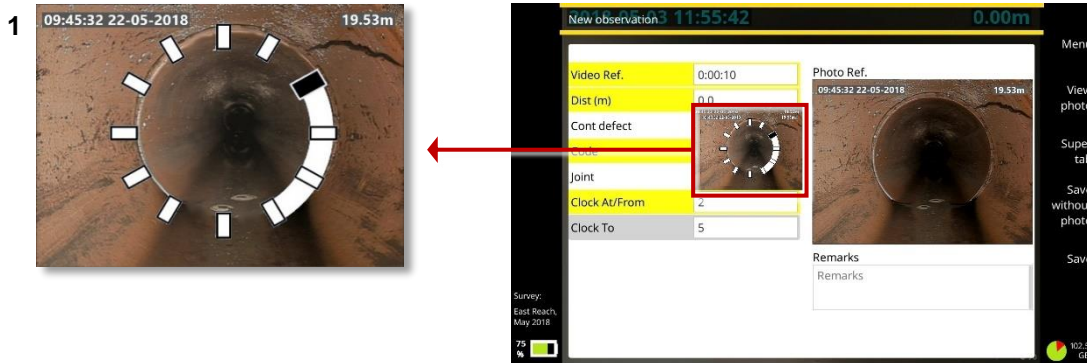 1
09:45:32 22-05-2018 19.53m
2018-05-03 11:55:42 0.00m
New observation
Menu
Video Ref. 0:00:10
Photo Ref.
Dist (m) 0.0
09:45:32 22-05-2018 19.53m
View
photo
Cont defect
Code
Joint
Clock At/From 2
Clock To 5
Save
without
photo
Save
Remarks
Remarks
Survey:
East Reach,
May 2018
75
%